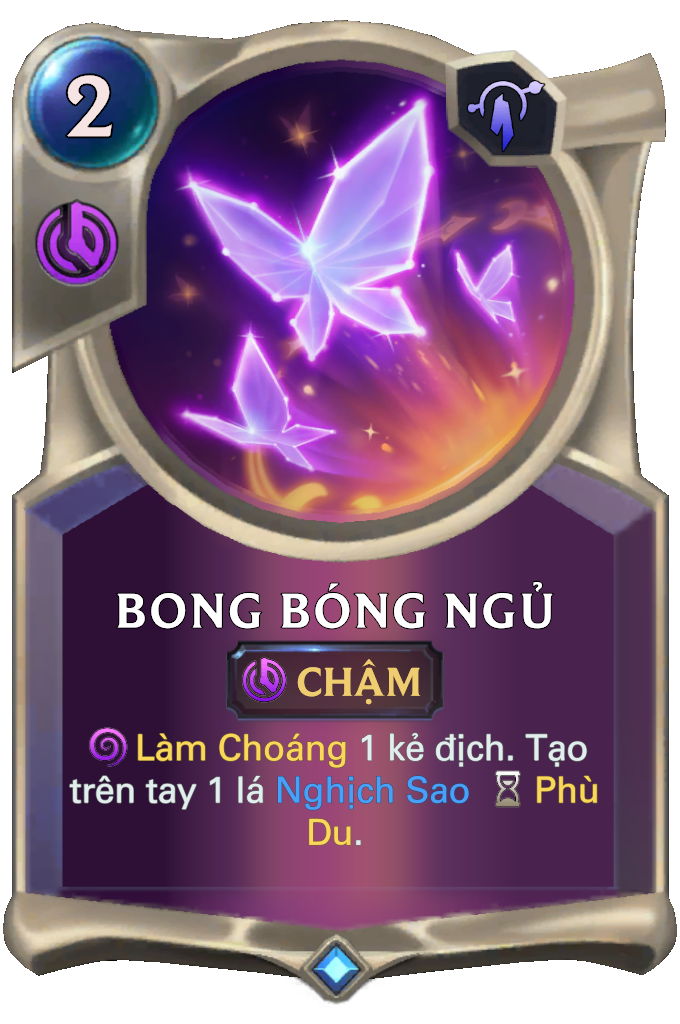 2
BONG BÓNG NGỦ
CHẬM
Làm Choáng 1 kẻ địch. Tạo
trên tay 1 lá Nghịch Sao Phù
Du.